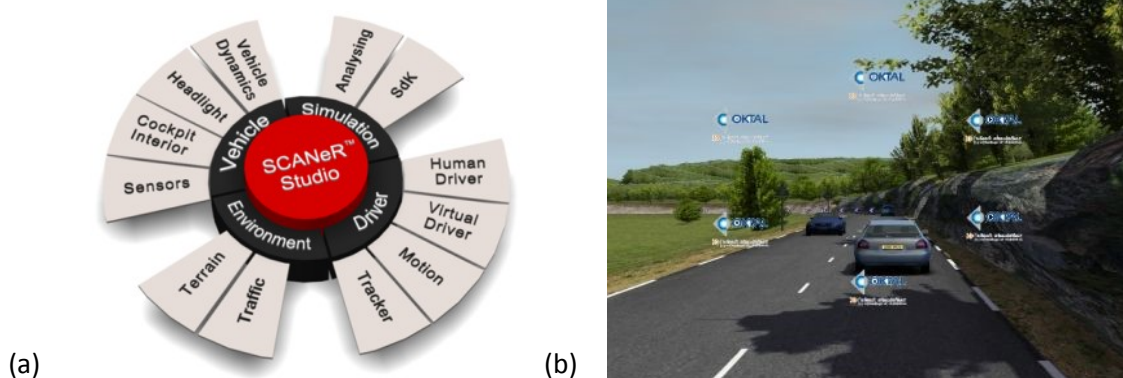 SCANeR™
Studio
Vehicle
Simulation
Driver
Environment
Sensors
Cockpit
Interior
Headlight
Vehicle
Dynamics
Analysing
SdK
Human
Driver
Virtual
Driver
Motion
Tracker
Traffic
Terrain
(a)
OKTAL
OKTAL
OKTAL
OKTAL
OKTAL
OKTAL
(b)